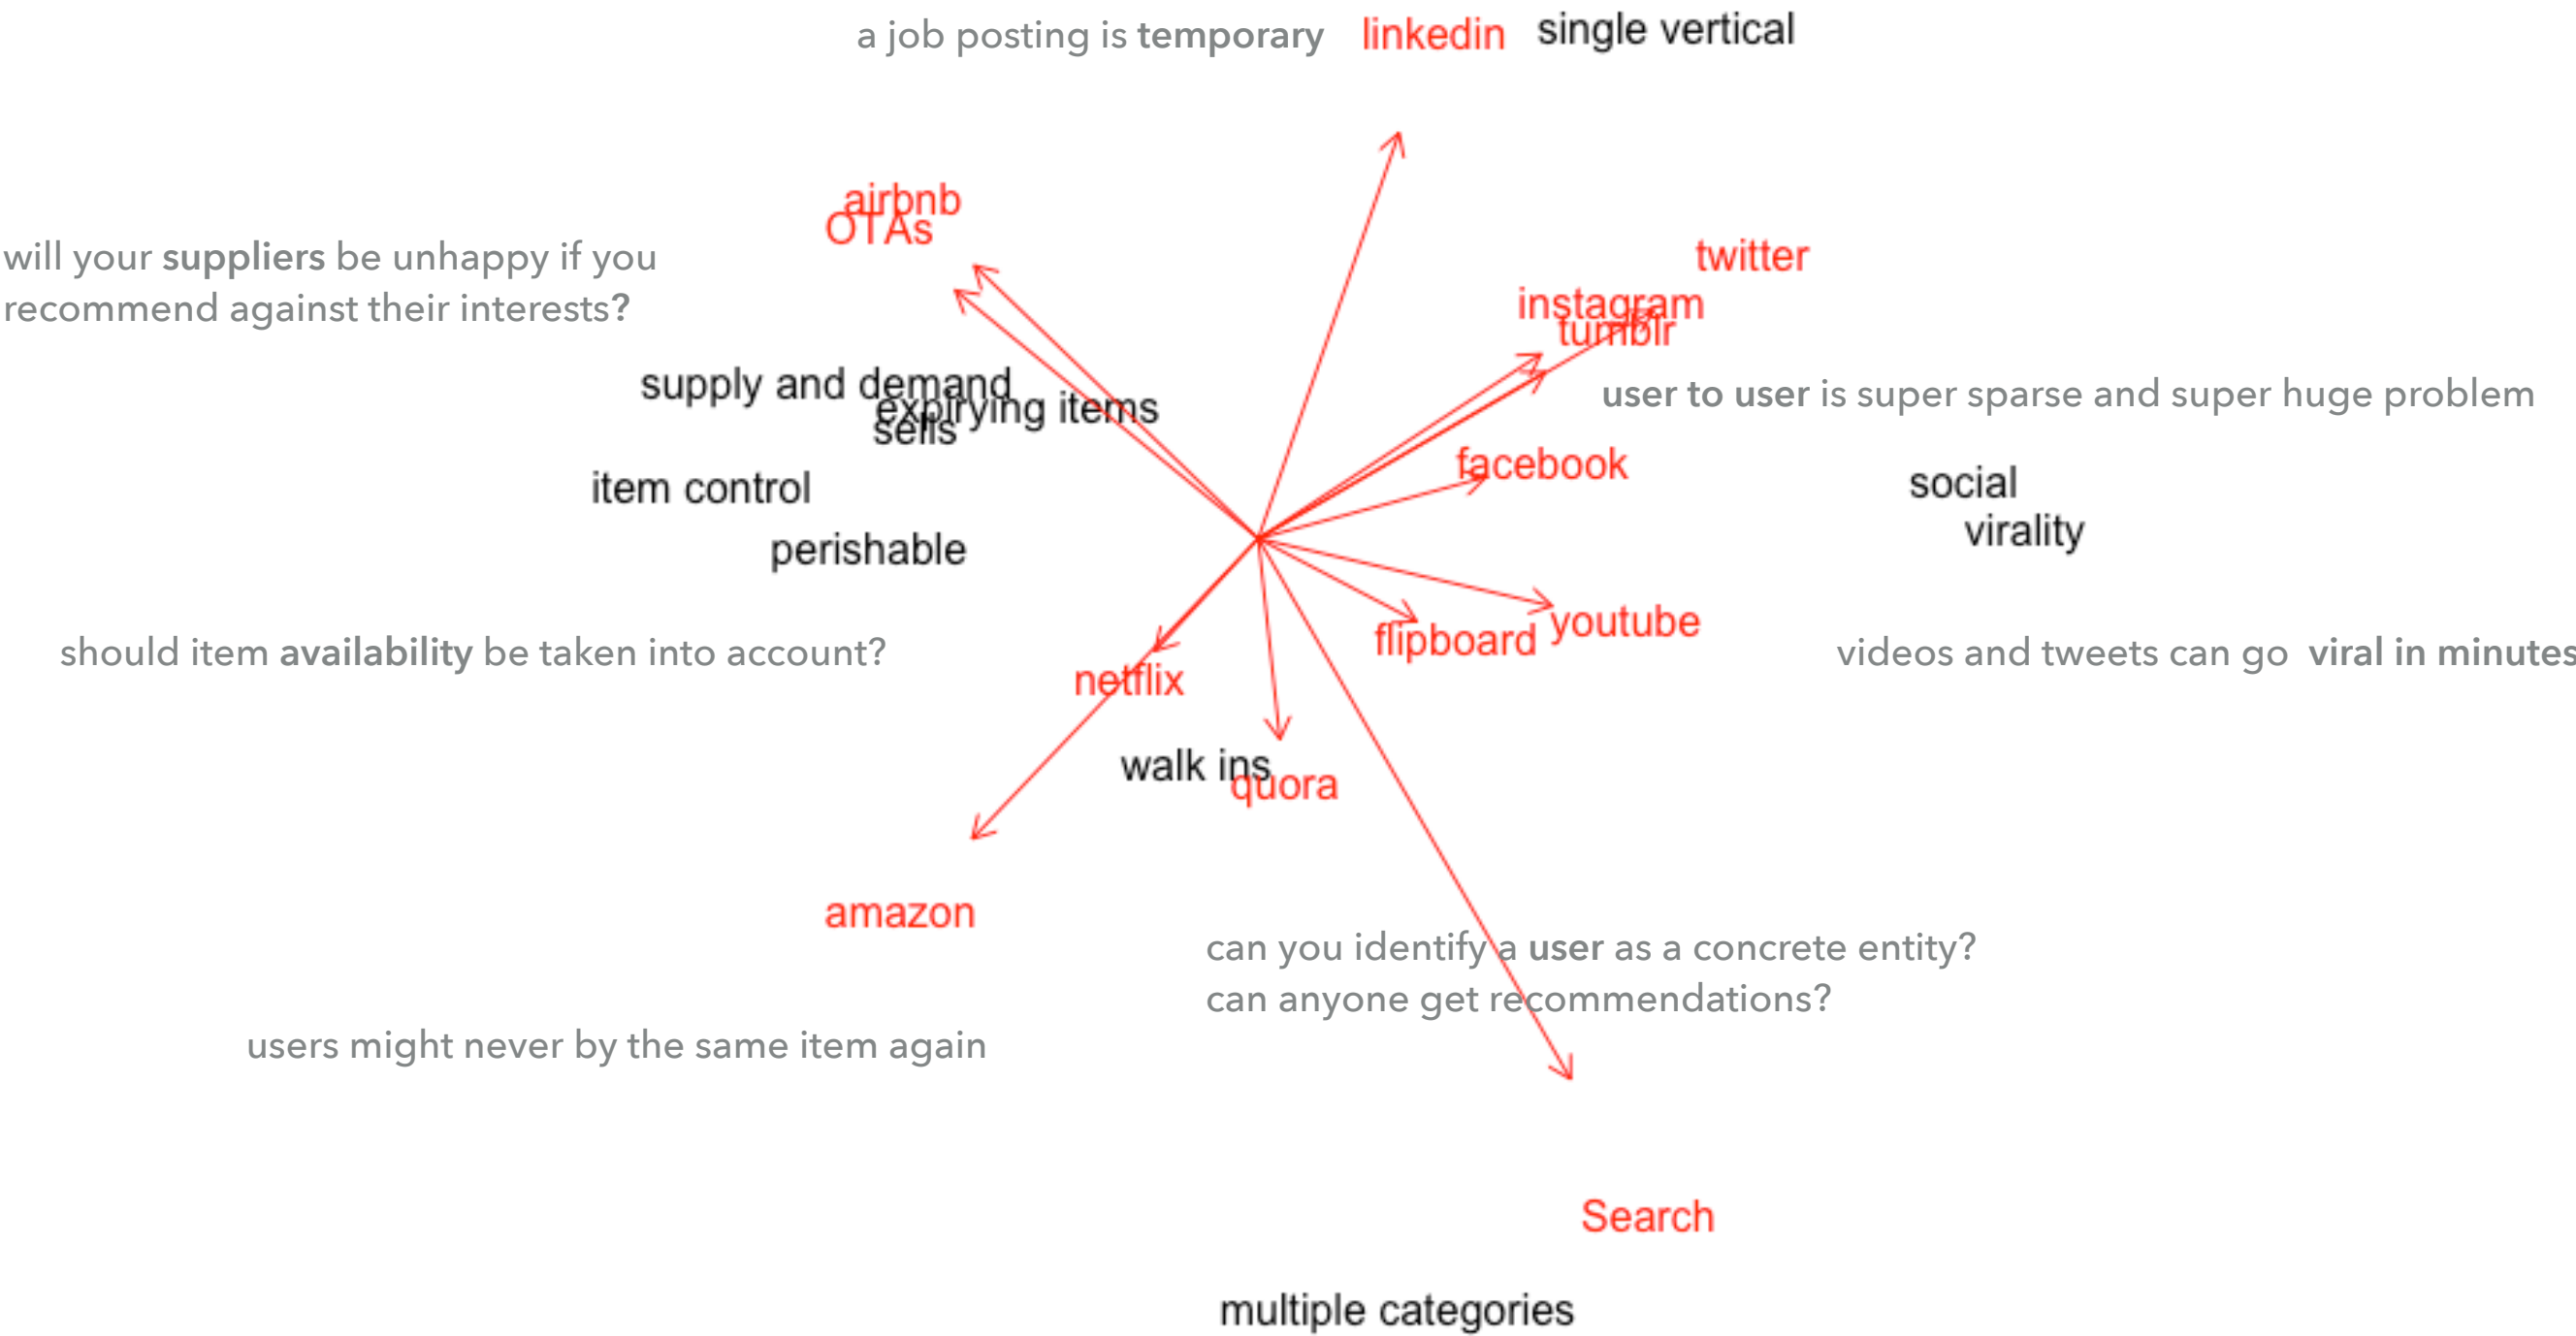 a job posting is temporary
linkedin
single vertical
airbnb
OTAs
twitter
will your suppliers be unhappy if you
recommend against their interests?
instagram
tumblr
supply and demand
expirying items
sells
user to user is super sparse and super huge problem
facebook
item control
social
virality
perishable
youtube
flipboard
should item availability be taken into account?
netflix
videos and tweets can go viral in minutes
walk ins
quora
amazon
can you identify a user as a concrete entity?
can anyone get recommendations?
users might never by the same item again
Search
multiple categories